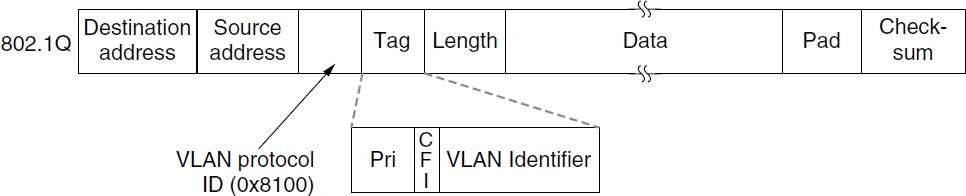 802.1Q
Destination
address
Source
address
Tag
Length
Data
Pad
Check-
sum
VLAN protocol
ID (0x8100)
Pri
C
F
I
VLAN Identifier